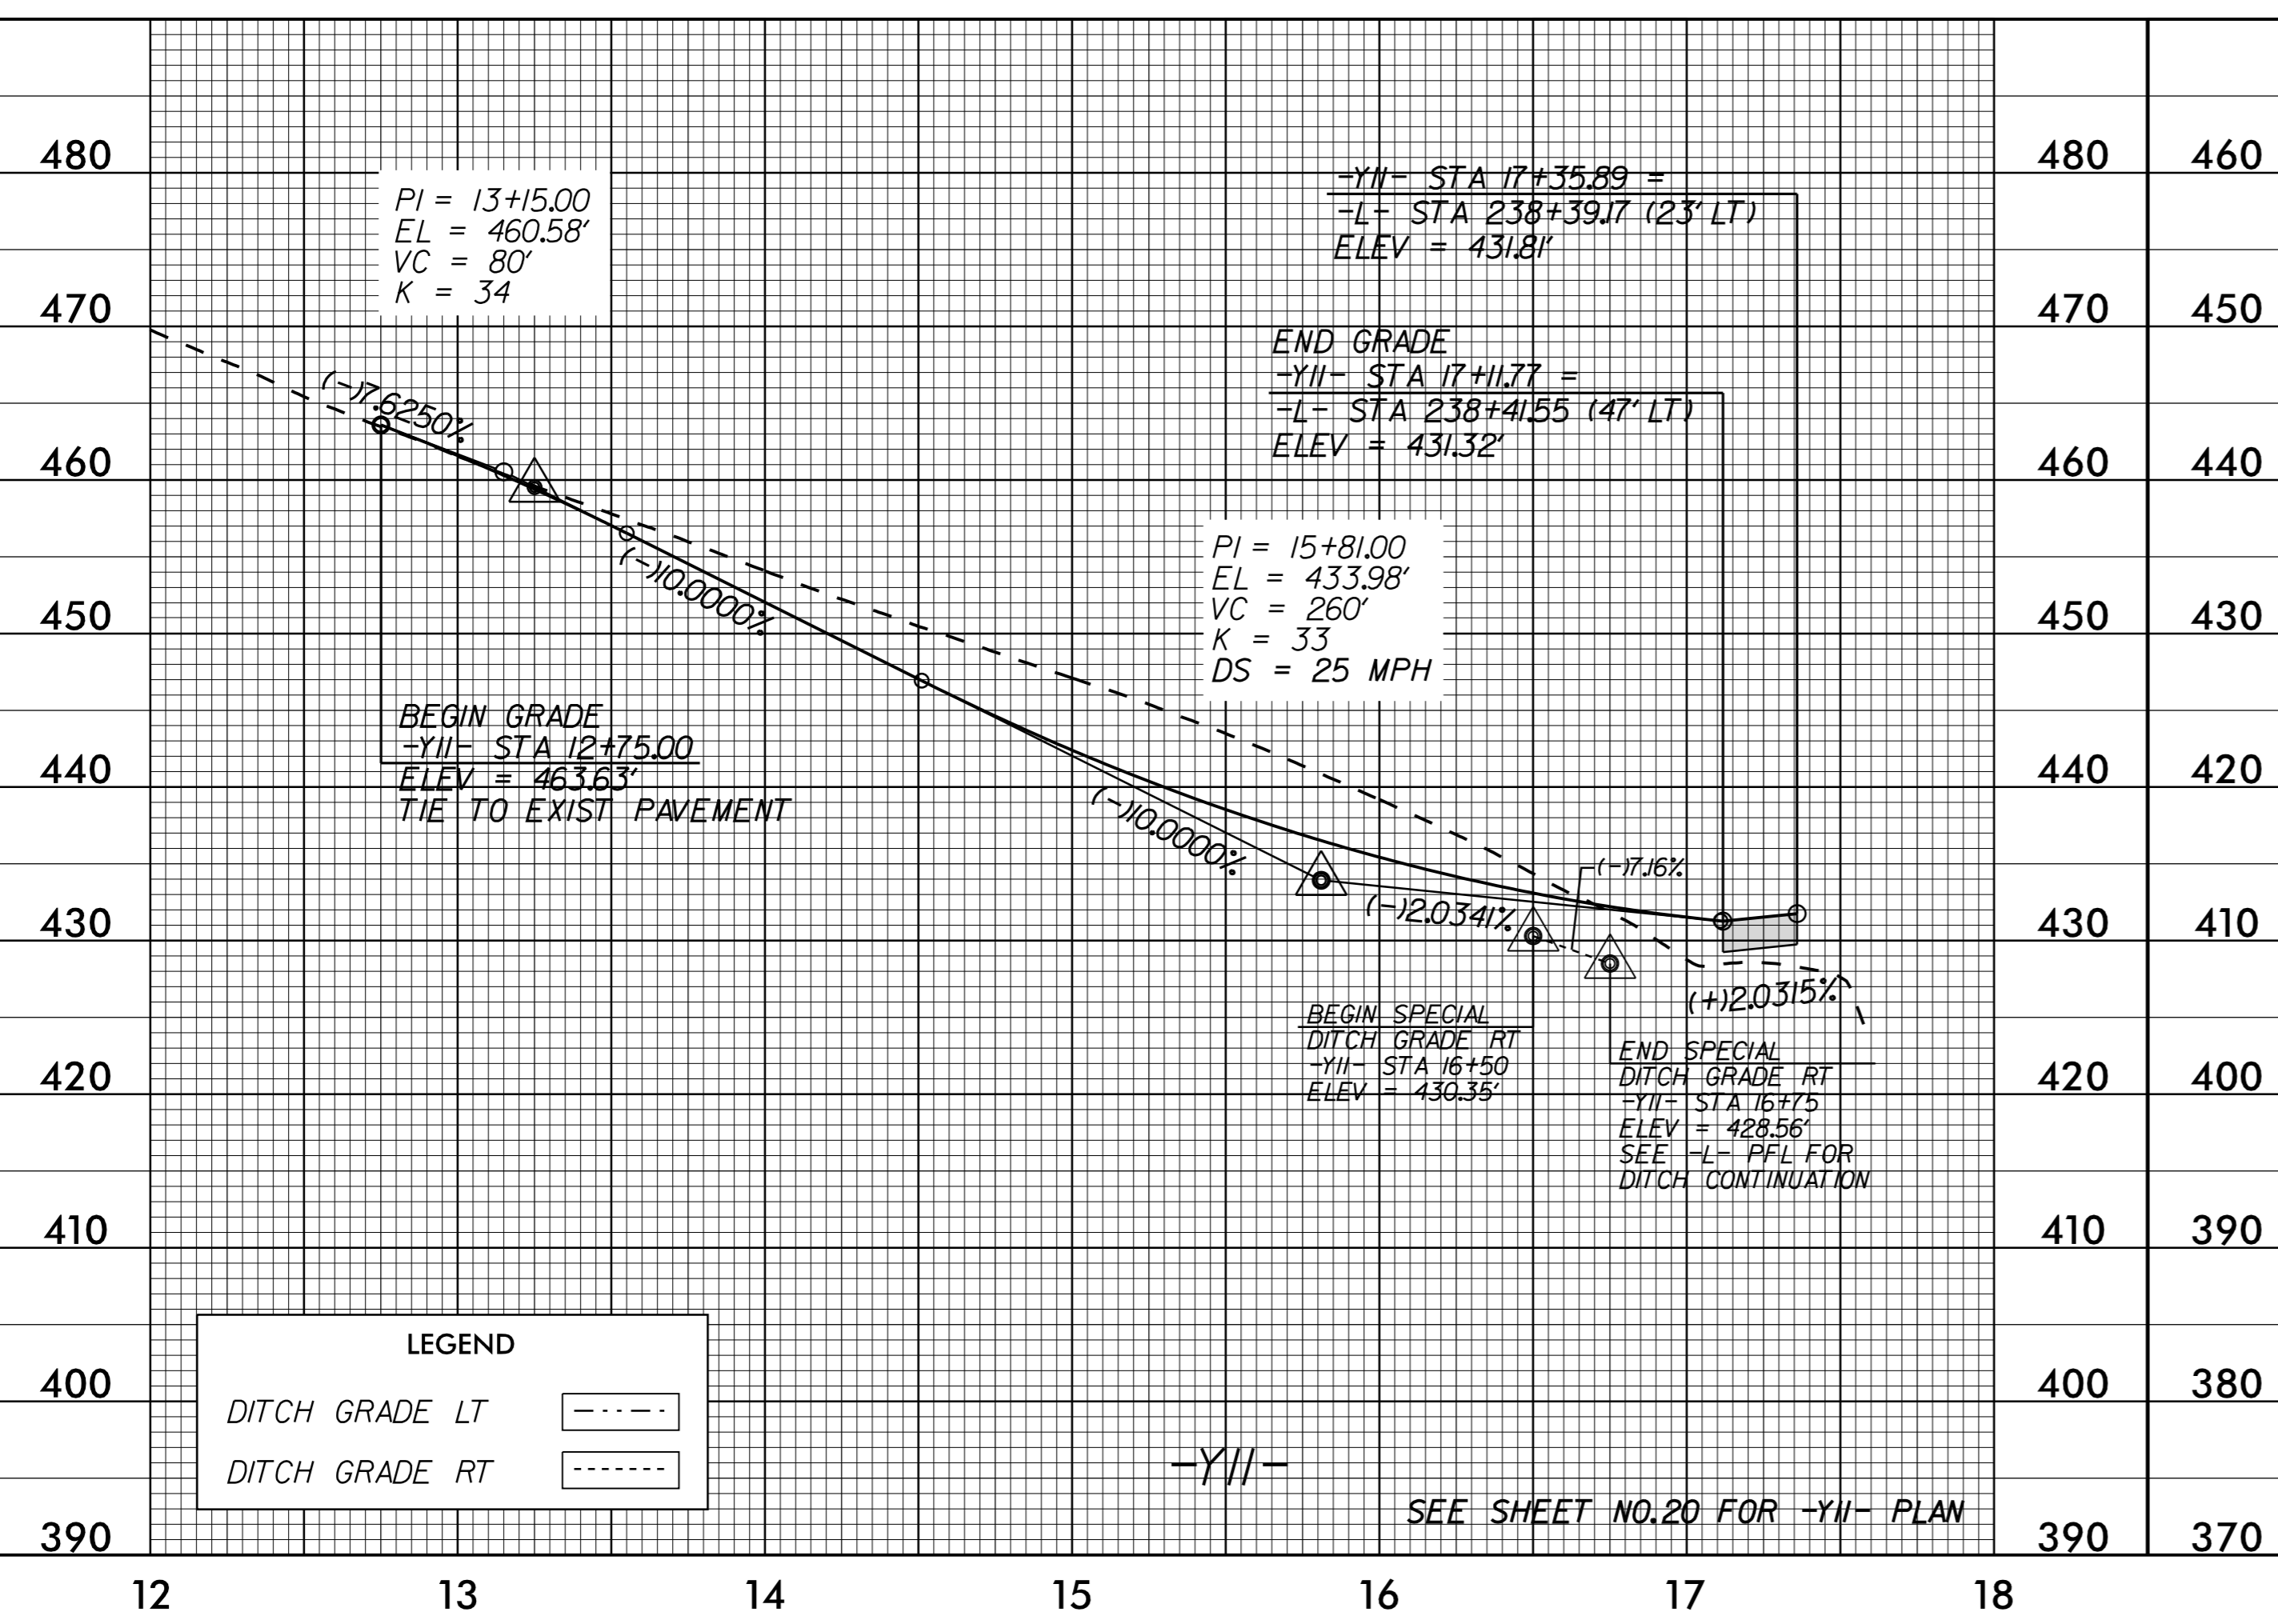 480
480
460
PI = 13+15.00
EL = 460.58'
VC = 80'
K = 34
-Y11- STA 17+35.89 =
-L- STA 238+39.17 (23' LT)
ELEV = 431.81'
470
470
450
END GRADE
-Y11- STA 17+11.77 =
-L- STA 238+41.55 (47' LT)
ELEV = 431.32'
(-)7.6250%
460
460
440
PI = 15+81.00
EL = 433.98'
VC = 260'
K = 33
DS = 25 MPH
(-)10.0000%
450
450
430
BEGIN GRADE
-Y11- STA 12+75.00
ELEV = 463.63'
TIE TO EXIST PAVEMENT
440
440
420
(-)10.0000%
(-)7.16%
(-)2.0341%
430
430
410
(+)2.0315%
BEGIN SPECIAL
DITCH GRADE RT
-Y11- STA 16+50
ELEV = 430.35'
END SPECIAL
DITCH GRADE RT
-Y11- STA 16+75
ELEV = 428.56'
SEE -L- PFL FOR
DITCH CONTINUATION
420
420
400
410
410
390
LEGEND
DITCH GRADE LT
DITCH GRADE RT
400
400
380
-Y11-
SEE SHEET NO.20 FOR -Y11- PLAN
390
390
370
12
13
14
15
16
17
18